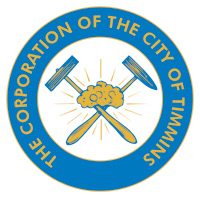 THE CORPORATION OF THE CITY OF TIMMINS